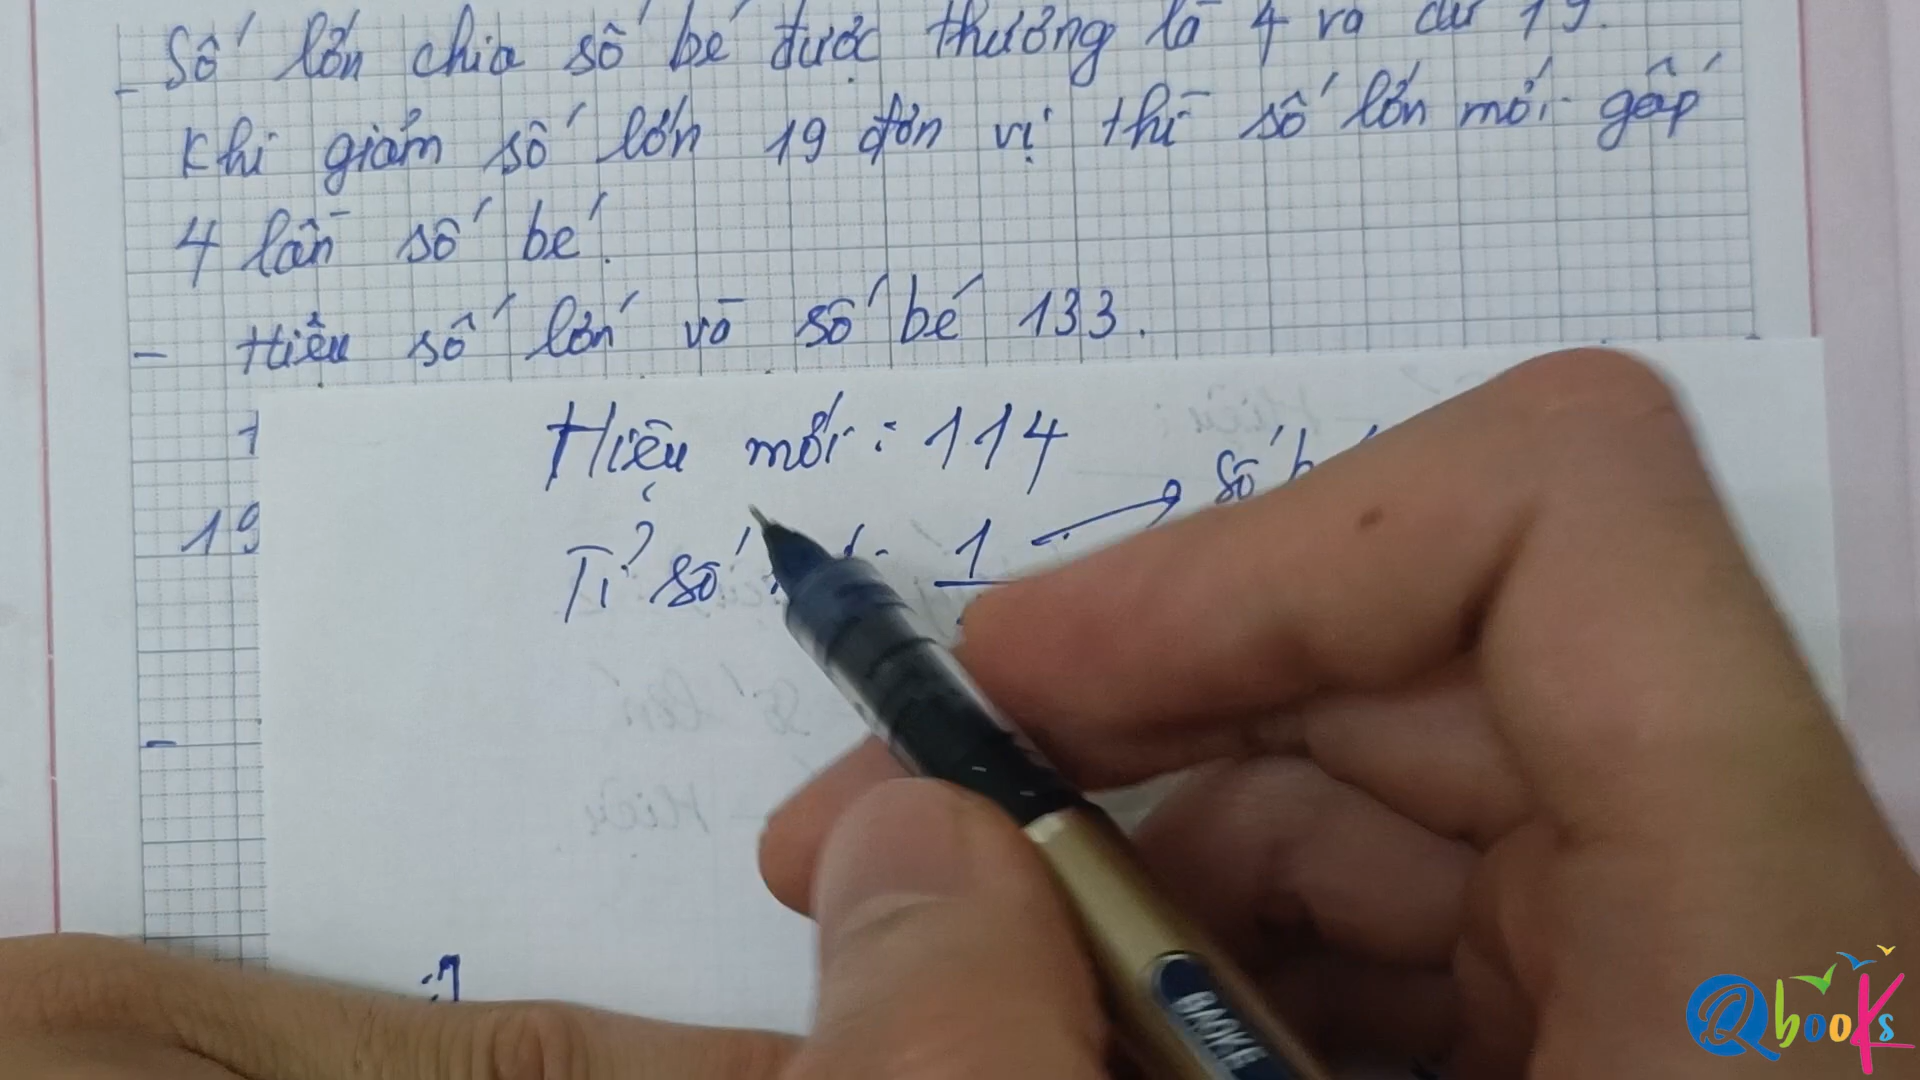 - Số lớn chia số bé được thương là 4 và dư 19.
Khi giảm số lớn 19 đơn vị thì số lớn mới gấp
4 lần số bé.
- Hiệu số lớn và số bé 133.
Hiệu mới : 114
Số
19
Tỉ số 1
-
BAOKE
Qbooks